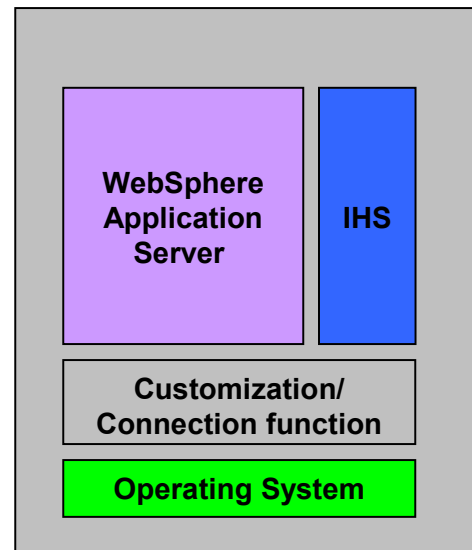 WebSphere
Application
Server
IHS
Customization/
Connection function
Operating System